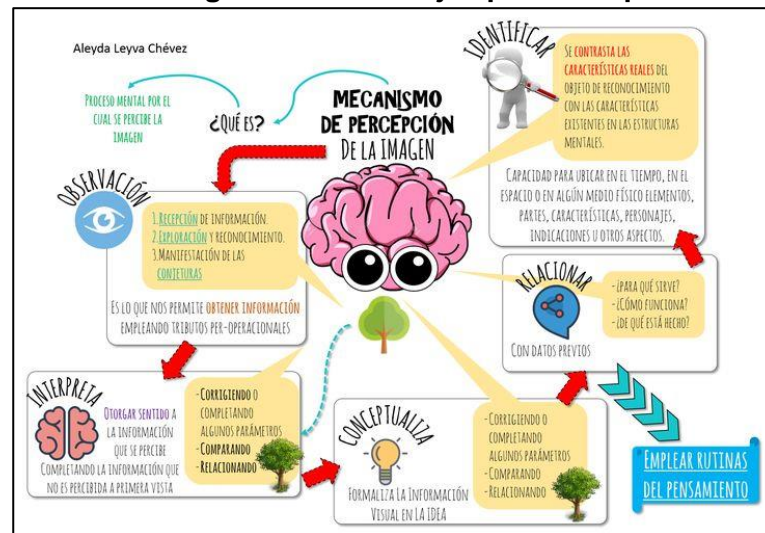 Aleyda Leyva Chévez
MECANISMO
DE PERCEPCIÓN
DE LA IMAGEN
¿QUÉ ES?
PROCESO MENTAL POR EL
CUAL SE PERCIBE LA
IMAGEN
OBSERVACIÓN
1.RECEPCIÓN DE INFORMACIÓN.
2.EXPLORACIÓN Y RECONOCIMIENTO.
3.MANIFESTACIÓN DE LAS
CONJETURAS
ES LO QUE NOS PERMITE OBTENER INFORMACIÓN
EMPLEANDO TRIBUTOS PER-OPERACIONALES
INTERPRETA
OTORGAR SENTIDO A
LA INFORMACIÓN
QUE SE PERCIBE
COMPLETANDO LA INFORMACIÓN QUE
NO ES PERCIBIDA A PRIMERA VISTA
-CORRIGIENDO O
COMPLETANDO
ALGUNOS PARÁMETROS
-COMPARANDO
-RELACIONANDO
CONCEPTUALIZA
FORMALIZA LA INFORMACIÓN
VISUAL EN LA IDEA
-CORRIGIENDO O
COMPLETANDO
ALGUNOS PARÁMETROS
-COMPARANDO
-RELACIONANDO
RELACIONAR
CON DATOS PREVIOS
-¿PARA QUÉ SIRVE?
-¿CÓMO FUNCIONA?
-¿DE QUÉ ESTÁ HECHO?
IDENTIFICAR
SE CONTRASTA LAS
CARACTERÍSTICAS REALES DEL
OBJETO DE RECONOCIMIENTO
CON LAS CARACTERÍSTICAS
EXISTENTES EN LAS ESTRUCTURAS
MENTALES.
CAPACIDAD PARA UBICAR EN EL TIEMPO, EN EL
ESPACIO O EN ALGÚN MEDIO FÍSICO ELEMENTOS,
PARTES, CARACTERÍSTICAS, PERSONAJES,
INDICACIONES U OTROS ASPECTOS.
EMPLEAR RUTINAS
DEL PENSAMIENTO